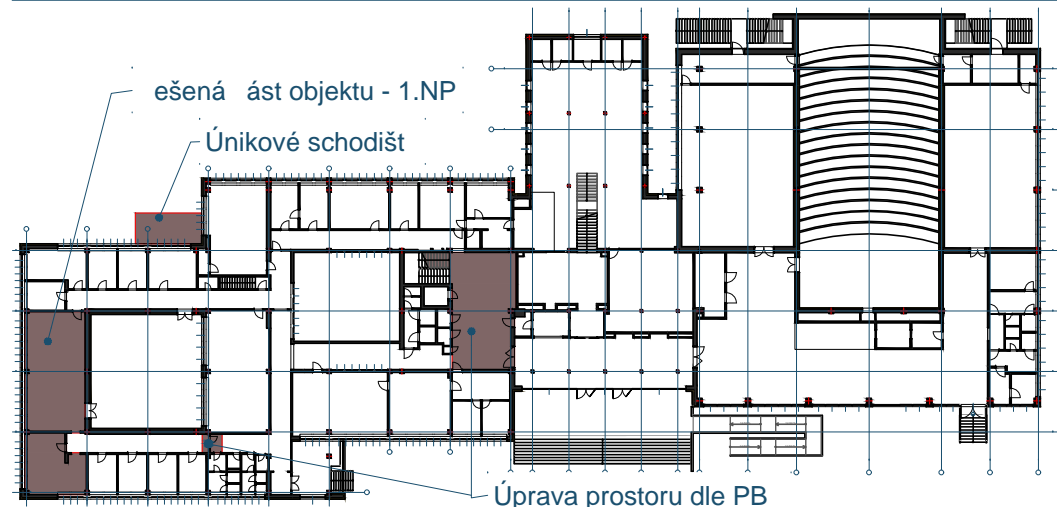 ešená ást objektu - 1.NP
Únikové schodišt
Úprava prostoru dle PB